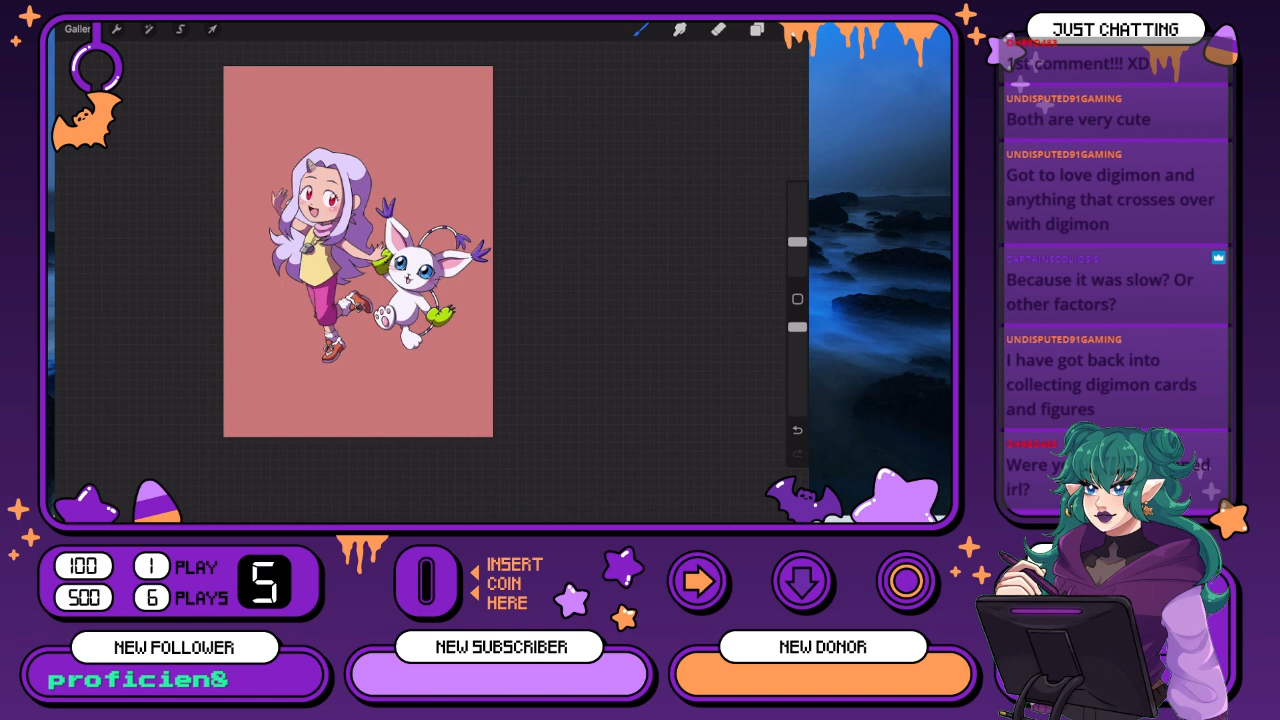 Galler
JUST CHATTING
1st comment!!! XD
UNDISPUTED91GAMING
Both are very cute
UNDISPUTED91GAMING
Got to love digimon and
anything that crosses over
with digimon
Because it was slow? Or
other factors?
UNDISPUTED91GAMING
I have got back into
collecting digimon cards
and figures
Were
irl?
100 1 PLAY
500 6 PLAYS
5
INSERT
COIN
HERE
NEW FOLLOWER
proficien&
NEW SUBSCRIBER
NEW DONOR